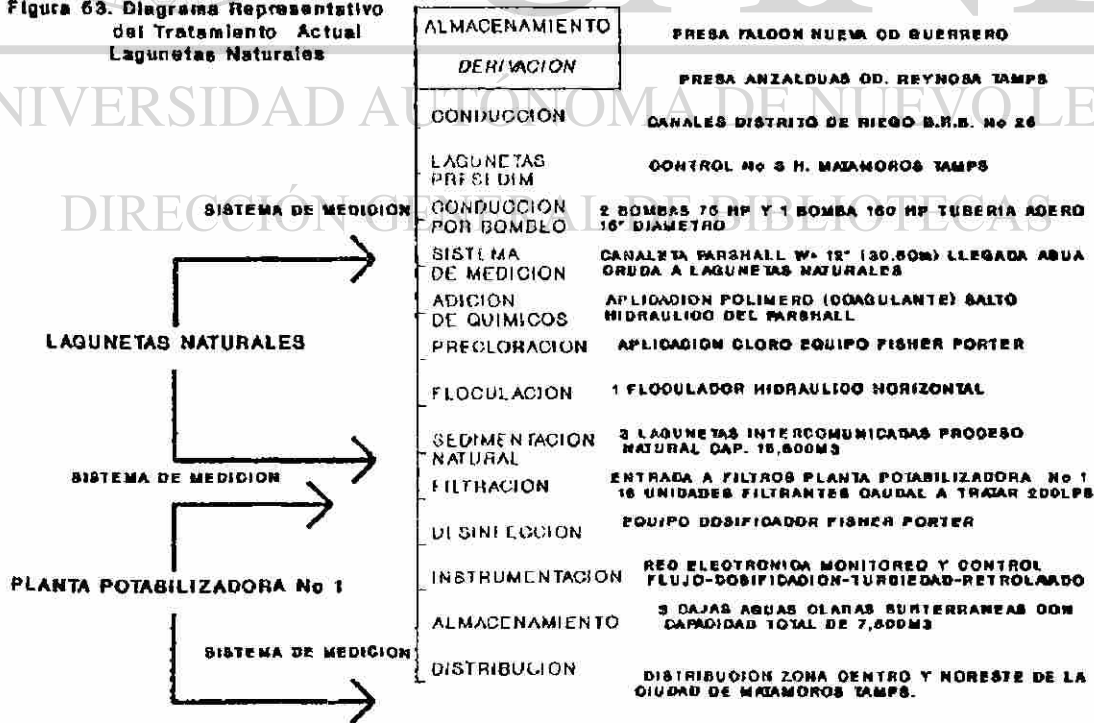 Figura 63. Diagrama Representativo
del Tratamiento Actual
Lagunetas Naturales
UNIVERSIDAD AUTÓNOMA DE NUEVO LE
DIRECCIÓN GENERAL DE BIBLIOTECAS
ALMACENAMIENTO PRESA FALCON NUEVA CD GUERRERO
DERIVACION PRESA ANZALDUAS CD. REYNOSA TAMPS
CONDUCCION CANALES DISTRITO DE RIEGO B.R.B. No 26
LAGUNETAS CONTROL No 3 H. MATAMOROS TAMPS
PRESEDIM
SISTEMA DE MEDICION
CONDUCCION 2 BOMBAS 75 HP Y 1 BOMBA 150 HP TUBERIA ACERO
POR BOMBEO 16" DIAMETRO
SISTEMA CANALETA PARSHALL W= 12" (30.50m) LLEGADA AGUA
DE MEDICION CRUDA A LAGUNETAS NATURALES
ADICION APLICACION POLIMERO (COAGULANTE) SALTO
DE QUIMICOS HIDRAULICO DEL PARSHALL
LAGUNETAS NATURALES
PRECLORACION APLICACION CLORO EQUIPO FISHER PORTER
FLOCULACION 1 FLOCULADOR HIDRAULICO HORIZONTAL
SEDIMENTACION 3 LAGUNETAS INTERCOMUNICADAS PROCESO
NATURAL NATURAL CAP. 15,600M3
SISTEMA DE MEDICION
FILTRACION ENTRADA A FILTROS PLANTA POTABILIZADORA No 1
16 UNIDADES FILTRANTES CAUDAL A TRATAR 200LPS
DESINFECCION EQUIPO DOSIFICADOR FISHER PORTER
PLANTA POTABILIZADORA No 1
INSTRUMENTACION RED ELECTRONICA MONITOREO Y CONTROL
FLUJO-DOSIFICACION-TURBIEDAD-RETROLAVADO
ALMACENAMIENTO 3 CAJAS AGUAS CLARAS SUBTERRANEAS CON
CAPACIDAD TOTAL DE 7,500M3
SISTEMA DE MEDICION
DISTRIBUCION DISTRIBUCION ZONA CENTRO Y NORESTE DE LA
CIUDAD DE MATAMOROS TAMPS.